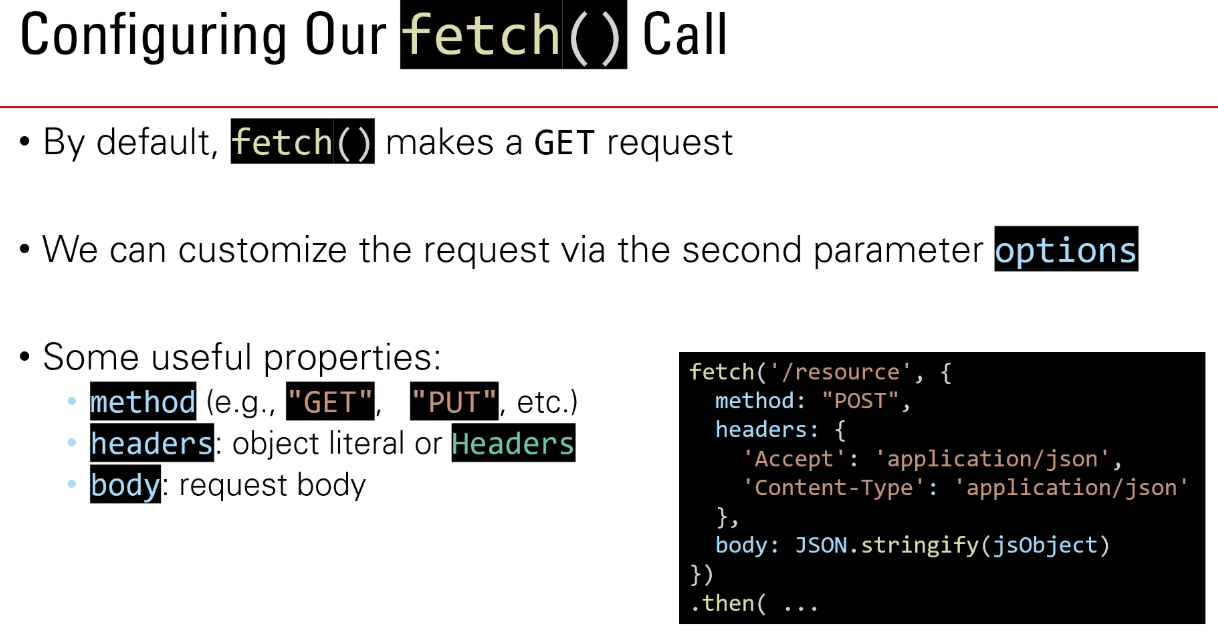 Configuring Our fetch() Call
• By default, fetch() makes a GET request
• We can customize the request via the second parameter options
• Some useful properties:
• method (e.g., "GET", "PUT", etc.)
• headers: object literal or Headers
• body: request body
fetch('/resource', {
  method: "POST",
  headers: {
    'Accept': 'application/json',
    'Content-Type': 'application/json'
  },
  body: JSON.stringify(jsObject)
})
.then( ...